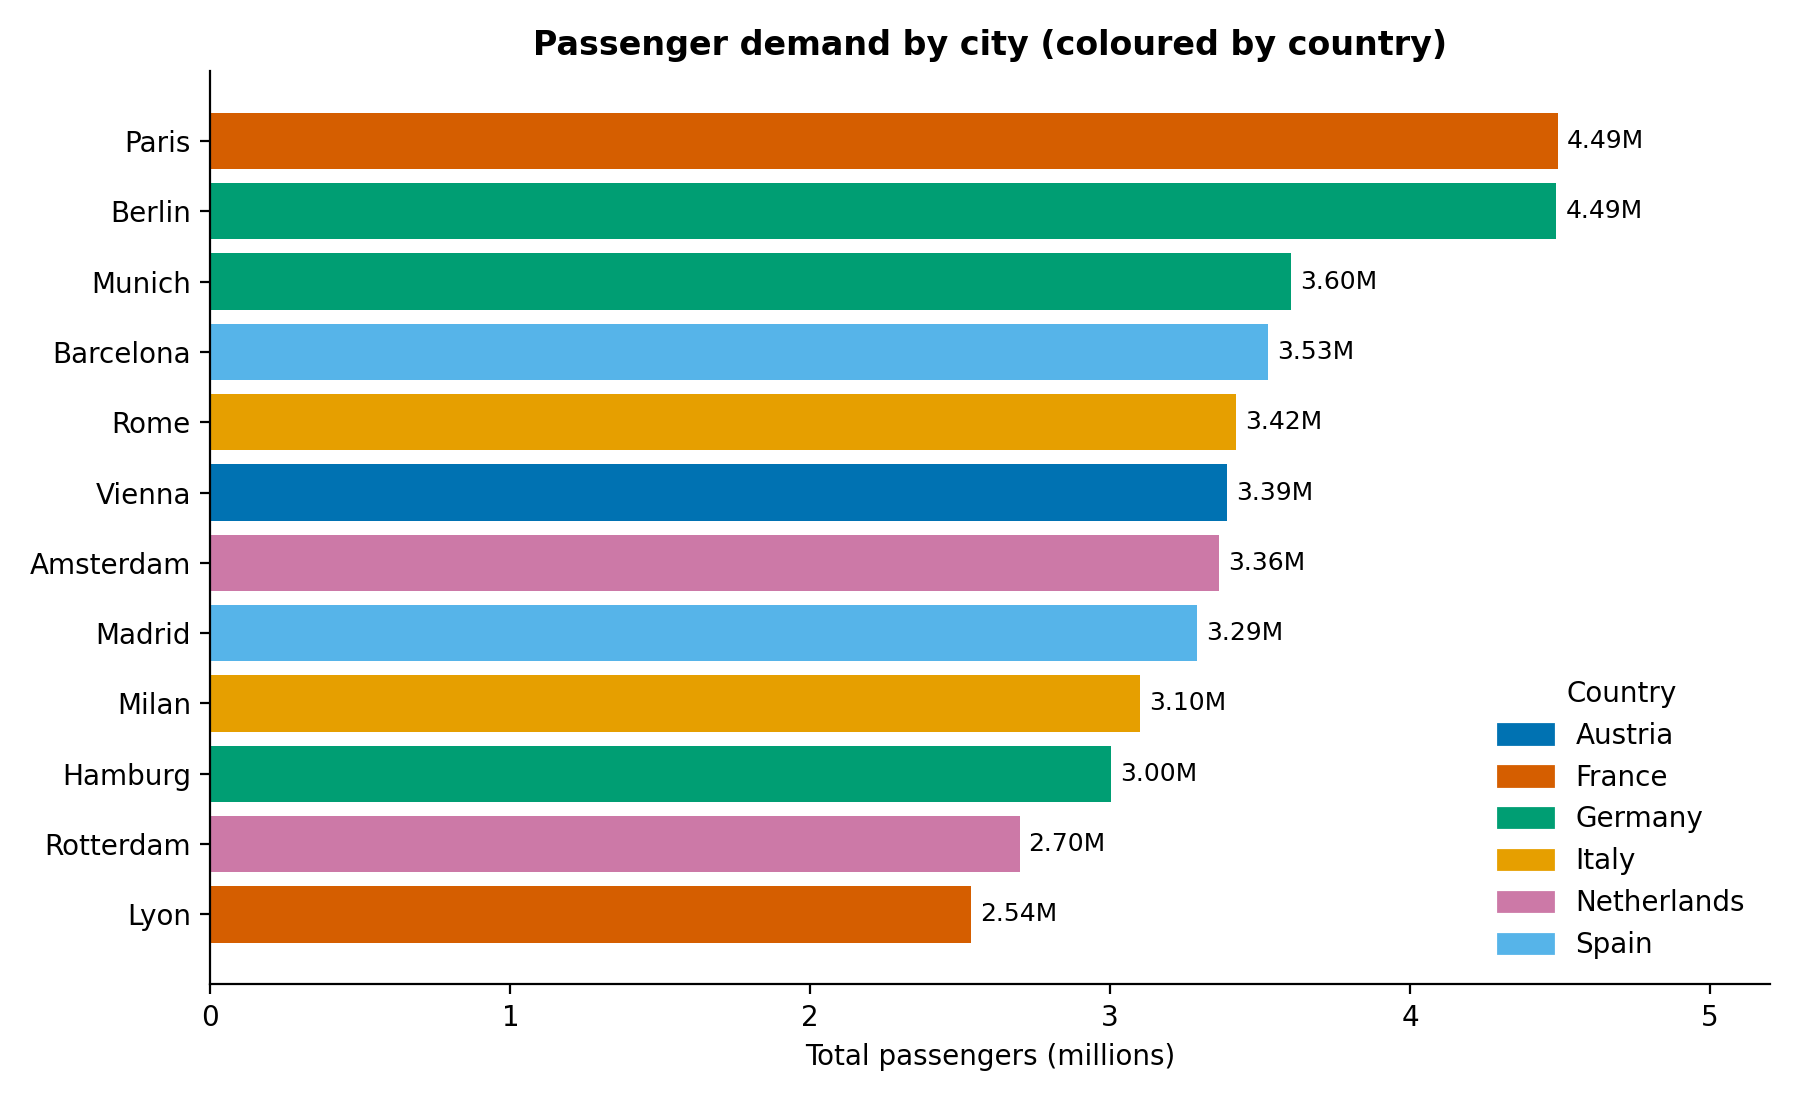 Passenger demand by city (coloured by country)
Paris 4.49M
Berlin 4.49M
Munich 3.60M
Barcelona 3.53M
Rome 3.42M
Vienna 3.39M
Amsterdam 3.36M
Madrid 3.29M
Milan 3.10M
Hamburg 3.00M
Rotterdam 2.70M
Lyon 2.54M
Country
Austria
France
Germany
Italy
Netherlands
Spain
0 1 2 3 4 5
Total passengers (millions)